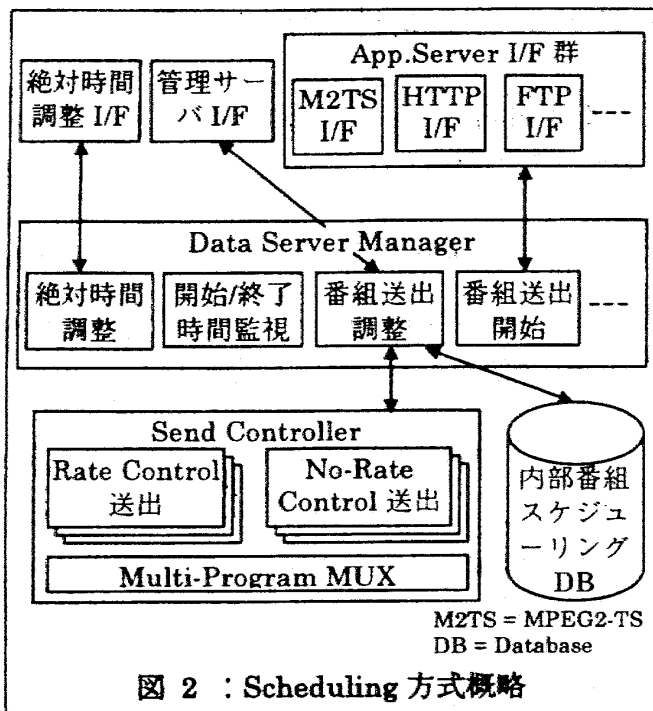 App.Server I/F 群
絶対時間
調整 I/F
管理サー
バ I/F
M2TS
I/F
HTTP
I/F
FTP
I/F
Data Server Manager
絶対時間
調整
開始/終了
時間監視
番組送出
調整
番組送出
開始
Send Controller
Rate Control
送出
No-Rate
Control 送出
Multi-Program MUX
内部番組
スケジュ
ーリング
DB
M2TS = MPEG2-TS
DB = Database
図 2 ：Scheduling 方式概略